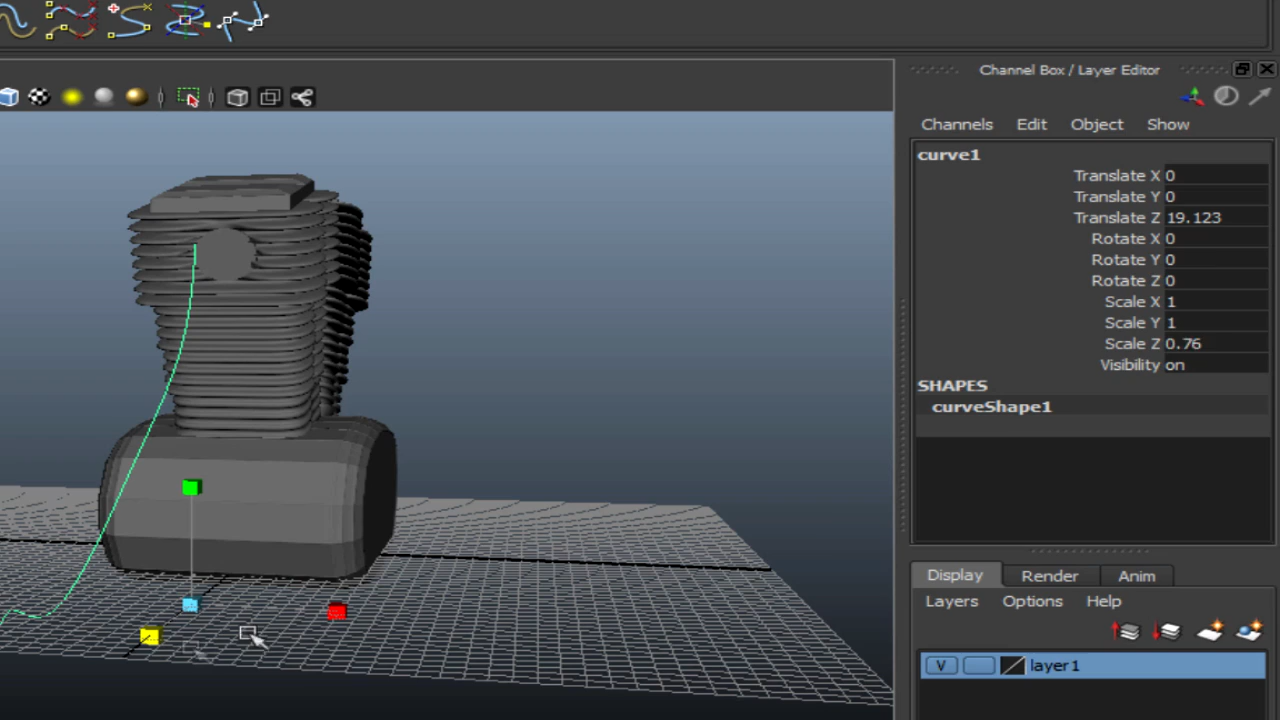 Channel Box / Layer Editor
Channels Edit Object Show
curve1
Translate X 0
Translate Y 0
Translate Z 19.123
Rotate X 0
Rotate Y 0
Rotate Z 0
Scale X 1
Scale Y 1
Scale Z 0.76
Visibility on
SHAPES
curveShape1
Display Render Anim
Layers Options Help
V layer1